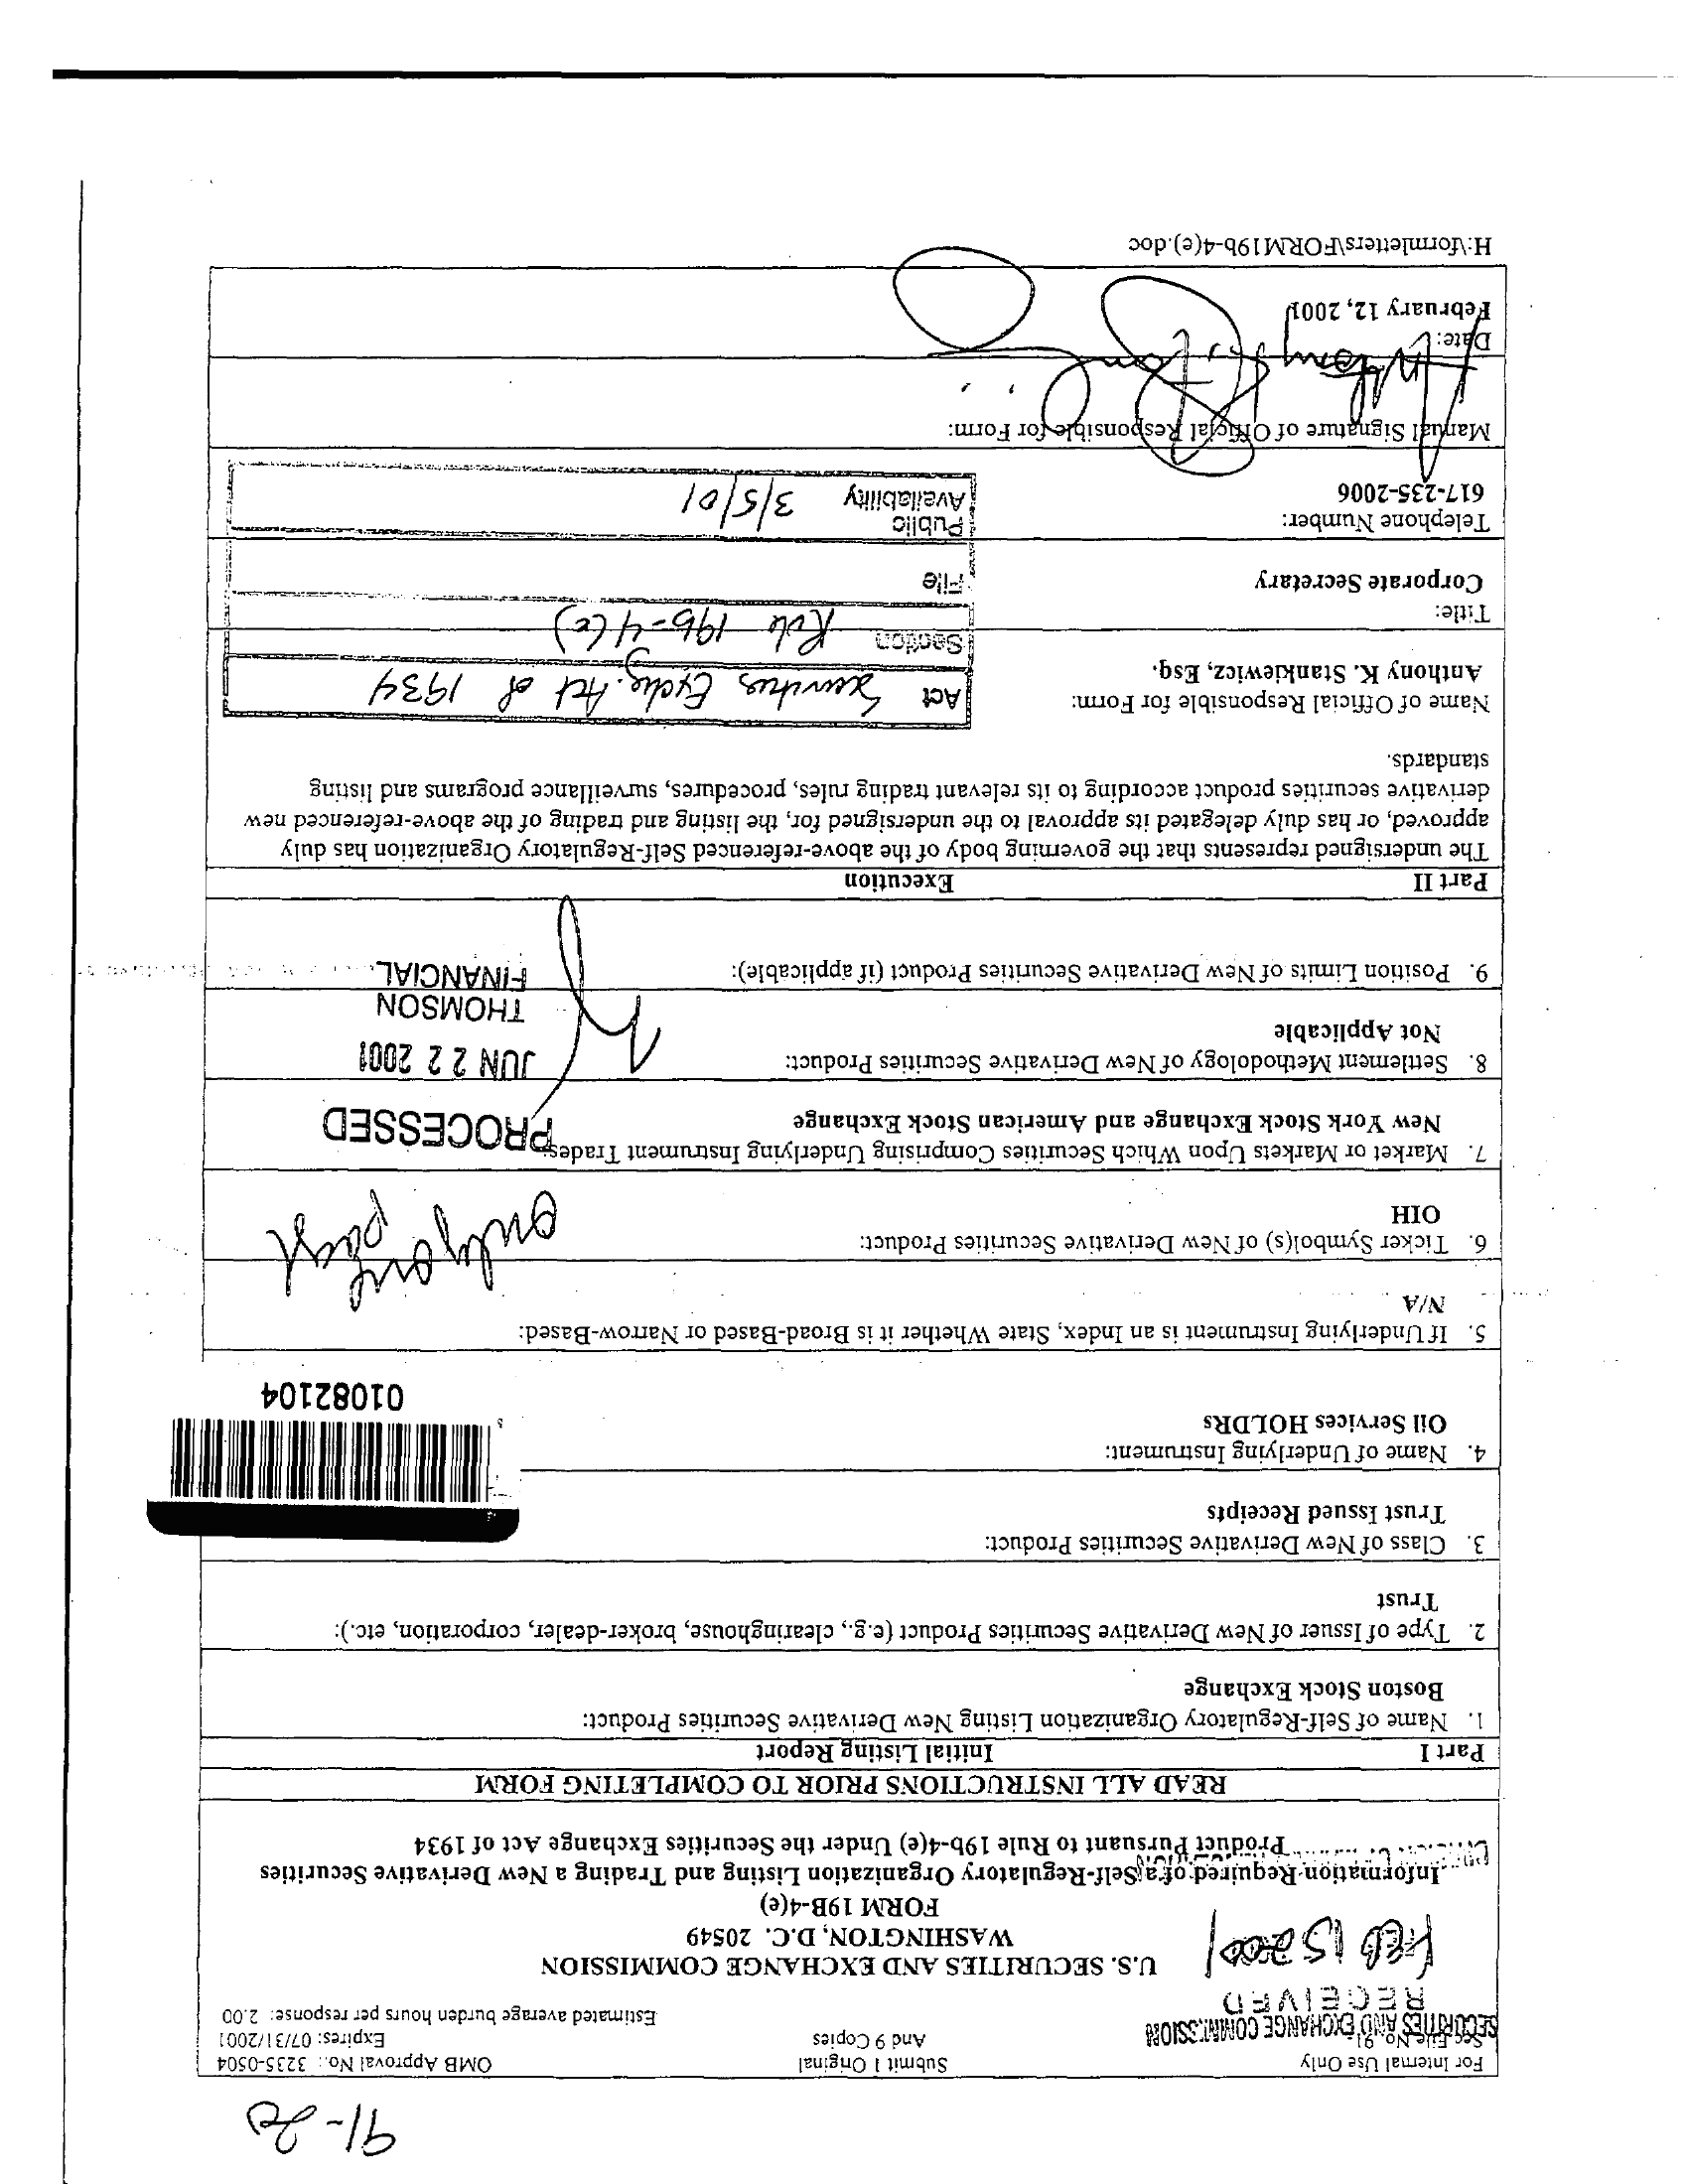 91-20
For Internal Use Only
Submit 1 Original
OMB Approval No.: 3235-0504
Sec File No. 91-
And 9 Copies
Expires: 07/31/2001
SECURITIES AND EXCHANGE COMMISSION
Estimated average burden hours per response: 2.00
RECEIVED
FEB 15 2001
U.S. SECURITIES AND EXCHANGE COMMISSION
WASHINGTON, D.C. 20549
FORM 19B-4(e)
Information Required of a Self-Regulatory Organization Listing and Trading a New Derivative Securities
Product Pursuant to Rule 19b-4(e) Under the Securities Exchange Act of 1934
READ ALL INSTRUCTIONS PRIOR TO COMPLETING FORM
Part I Initial Listing Report
1. Name of Self-Regulatory Organization Listing New Derivative Securities Product:
Boston Stock Exchange
2. Type of Issuer of New Derivative Securities Product (e.g., clearinghouse, broker-dealer, corporation, etc.):
Trust
3. Class of New Derivative Securities Product:
Trust Issued Receipts
4. Name of Underlying Instrument:
Oil Services HOLDRs
01082104
5. If Underlying Instrument is an Index, State Whether it is Broad-Based or Narrow-Based:
N/A
6. Ticker Symbol(s) of New Derivative Securities Product:
OIH
only one
page
7. Market or Markets Upon Which Securities Comprising Underlying Instrument Trades
New York Stock Exchange and American Stock Exchange
PROCESSED
8. Settlement Methodology of New Derivative Securities Product:
Not Applicable
JUN 22 2001
THOMSON
FINANCIAL
9. Position Limits of New Derivative Securities Product (if applicable):
Part II Execution
The undersigned represents that the governing body of the above-referenced Self-Regulatory Organization has duly
approved, or has duly delegated its approval to the undersigned for, the listing and trading of the above-referenced new
derivative securities product according to its relevant trading rules, procedures, surveillance programs and listing
standards.
Name of Official Responsible for Form:
Anthony K. Stankiewicz, Esq.
Act Securities Exchg. Act of 1934
Title:
Corporate Secretary
Section Rule 19b-4(e)
File
Telephone Number:
617-235-2006
Public
Availability 3/5/01
Manual Signature of Official Responsible for Form:
Date:
February 12, 2001
H:\formletters\FORM19b-4(e).doc